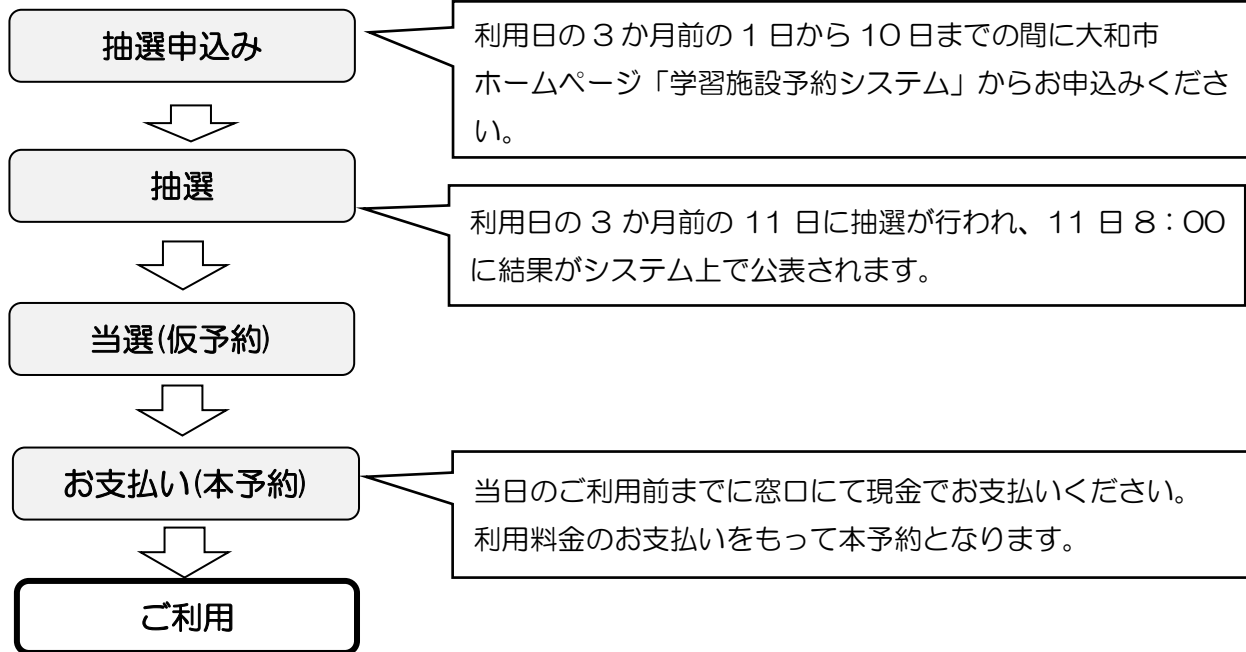 抽選申込み
利用日の3か月前の1日から10日までの間に大和市
ホームページ「学習施設予約システム」からお申込みくださ
い。
抽選
利用日の3か月前の 11 日に抽選が行われ、11 日 8：00
に結果がシステム上で公表されます。
当選(仮予約)
お支払い(本予約)
当日のご利用前までに窓口にて現金でお支払いください。
利用料金のお支払いをもって本予約となります。
ご利用